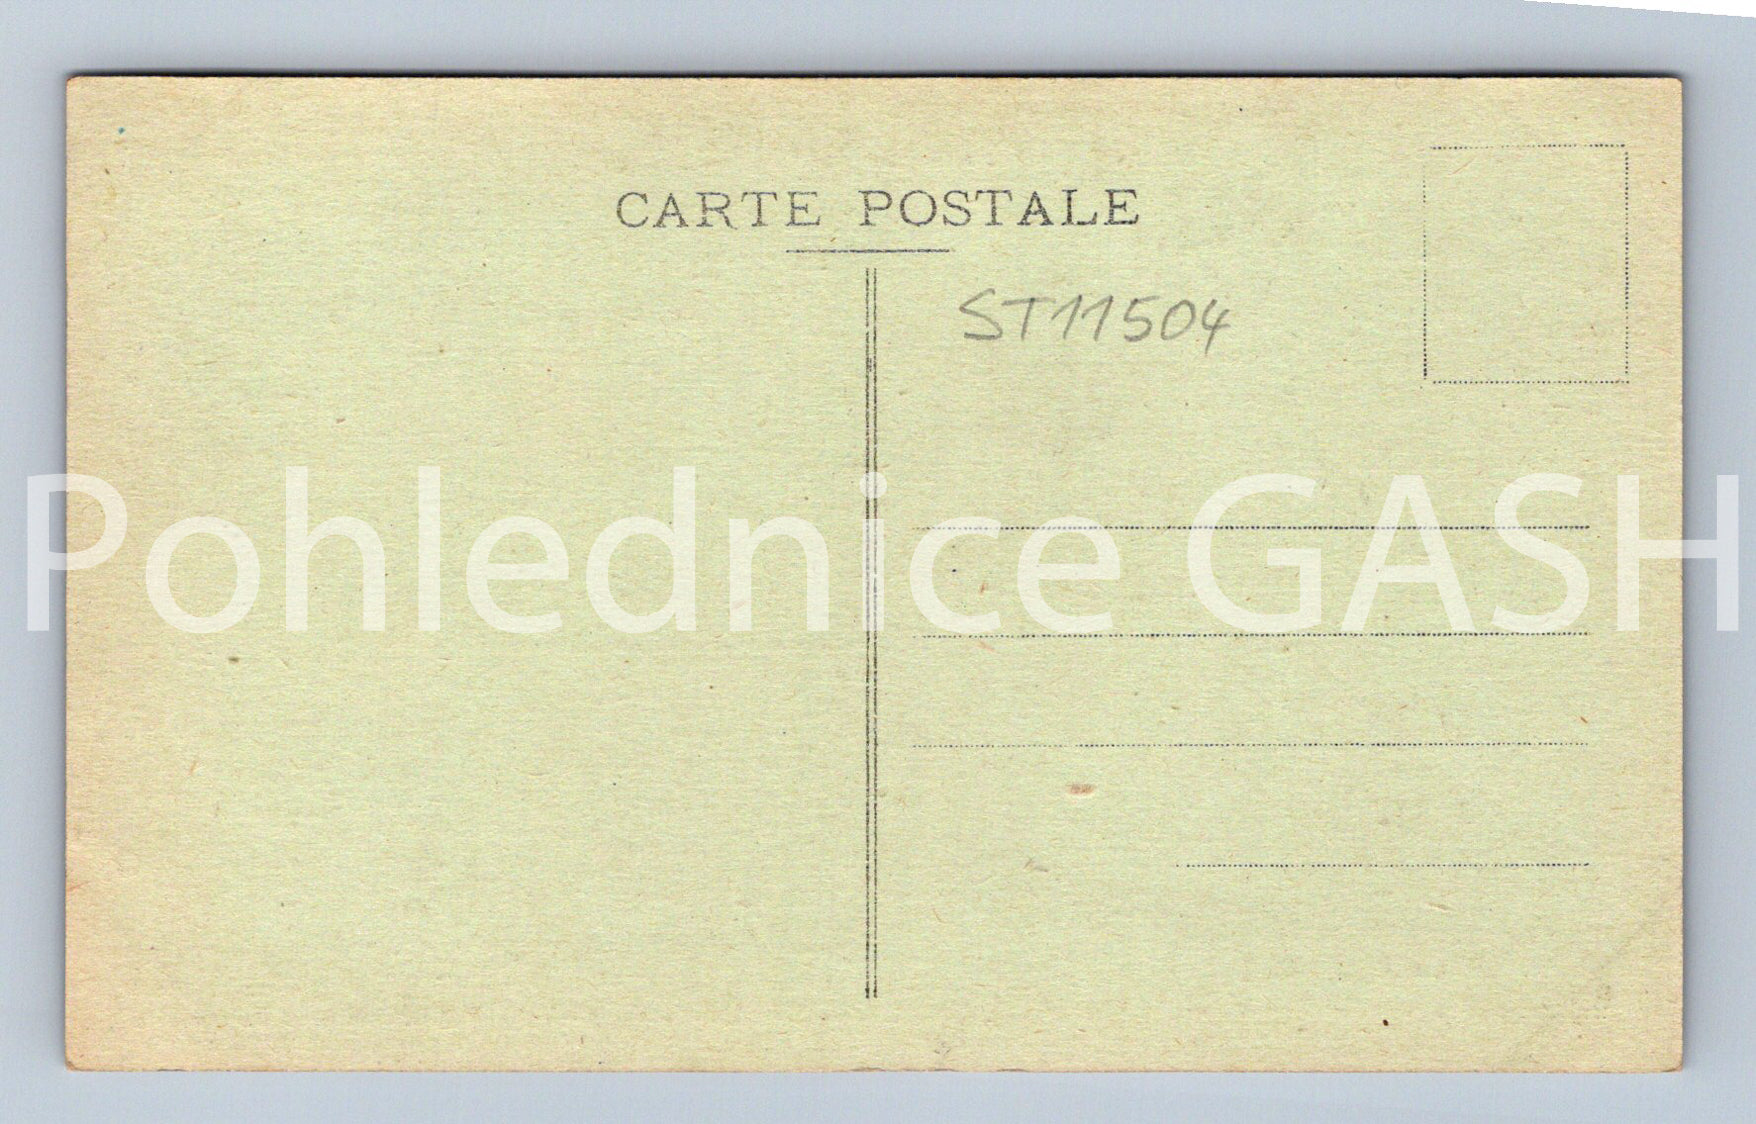 CARTE POSTALE
ST11504
Pohlednice GASH